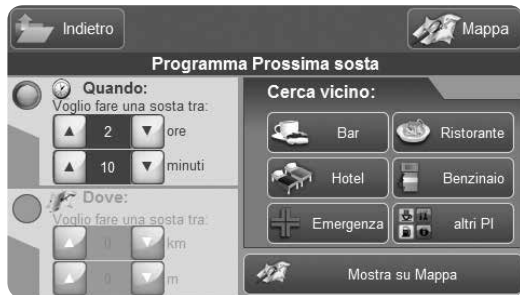 Indietro
Mappa
Programma Prossima sosta
Quando:
Voglio fare una sosta tra:
2 ore
10 minuti
Dove:
Voglio fare una sosta tra:
0 km
0 m
Cerca vicino:
Bar
Ristorante
Hotel
Benzinaio
Emergenza
altri PI
Mostra su Mappa